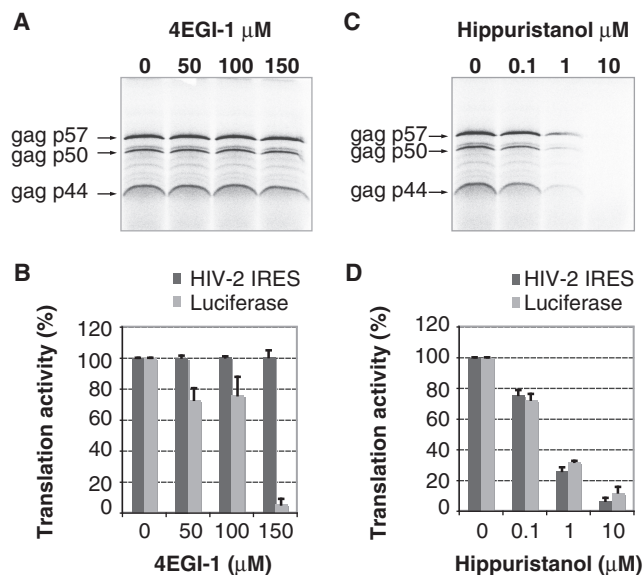 A
4EGI-1 μM
0 50 100 150
gag p57
gag p50
gag p44
C
Hippuristanol μM
0 0.1 1 10
gag p57
gag p50
gag p44
B
HIV-2 IRES
Luciferase
Translation activity (%)
120
100
80
60
40
20
0
0 50 100 150
4EGI-1 (μM)
D
HIV-2 IRES
Luciferase
Translation activity (%)
120
100
80
60
40
20
0
0 0.1 1 10
Hippuristanol (μM)